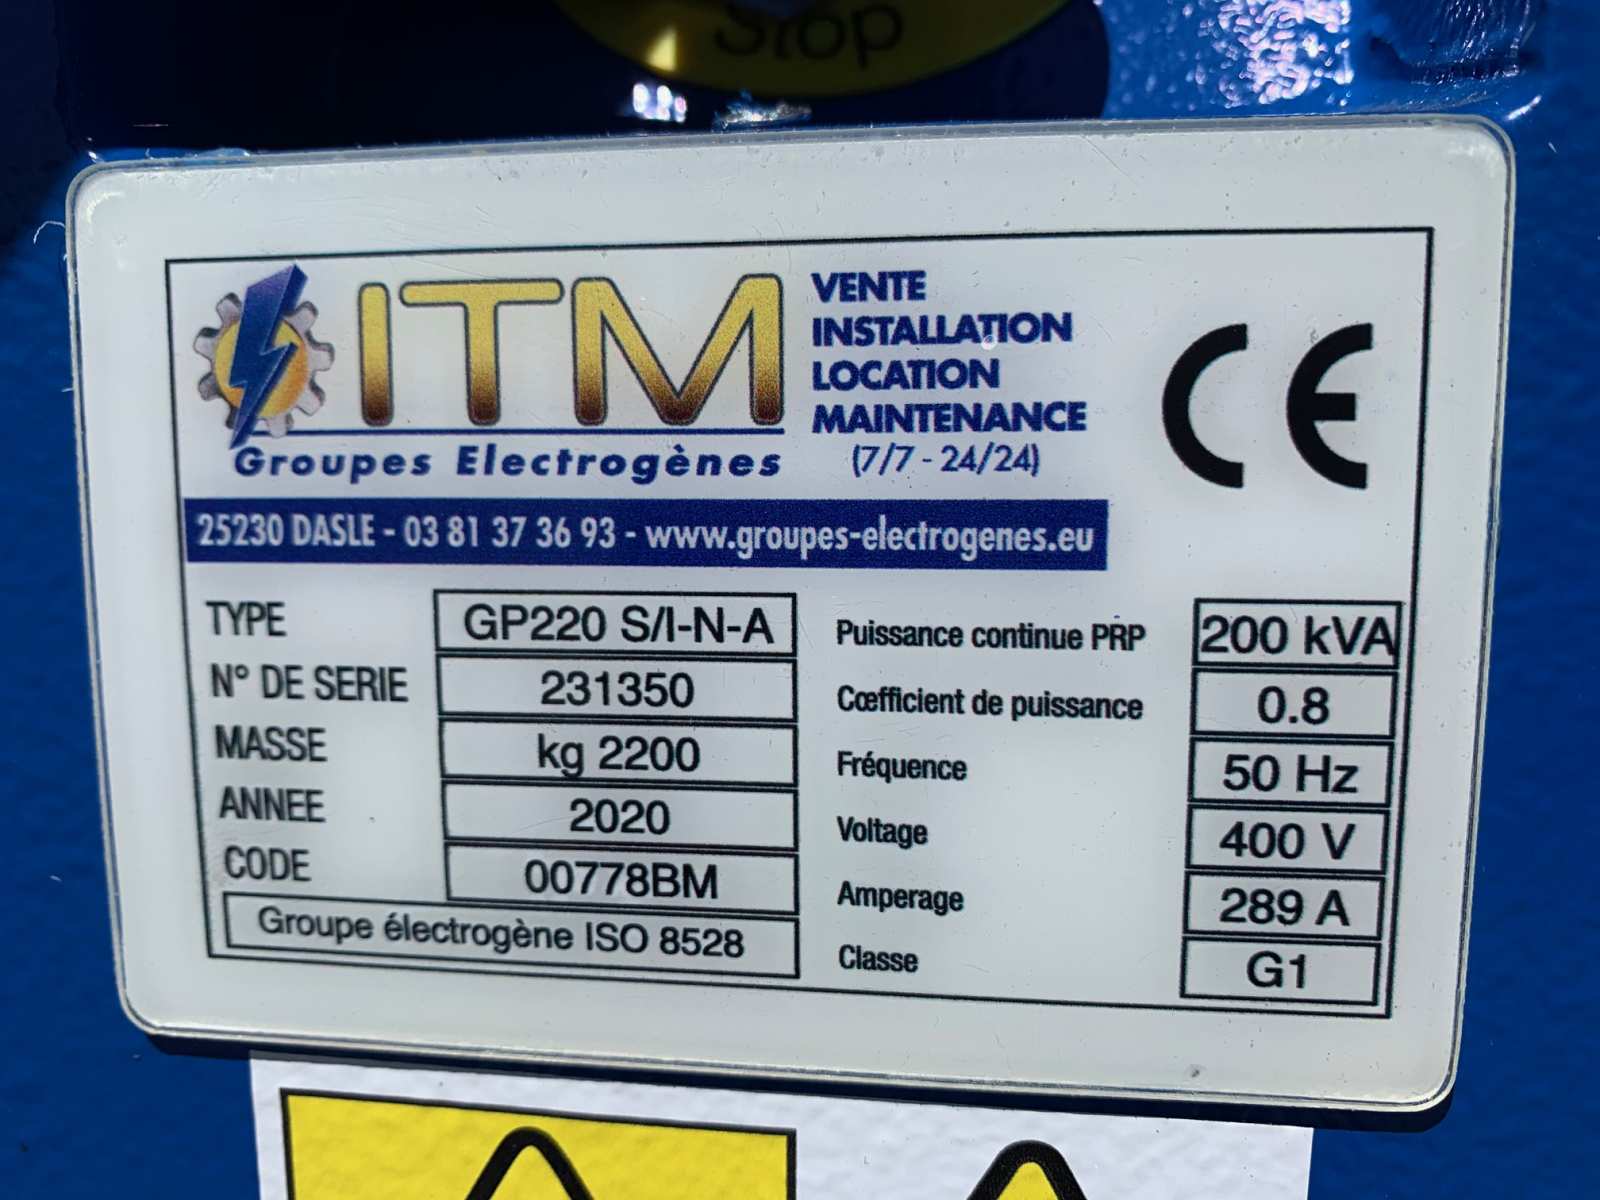 Stop
ITM
Groupes Electrogènes
VENTE
INSTALLATION
LOCATION
MAINTENANCE
(7/7 - 24/24)
CE
25230 DASLE - 03 81 37 36 93 - www.groupes-electrogenes.eu
TYPE GP220 S/I-N-A
N° DE SERIE 231350
MASSE kg 2200
ANNEE 2020
CODE 00778BM
Groupe électrogène ISO 8528
Puissance continue PRP 200 kVA
Cœfficient de puissance 0.8
Fréquence 50 Hz
Voltage 400 V
Amperage 289 A
Classe G1